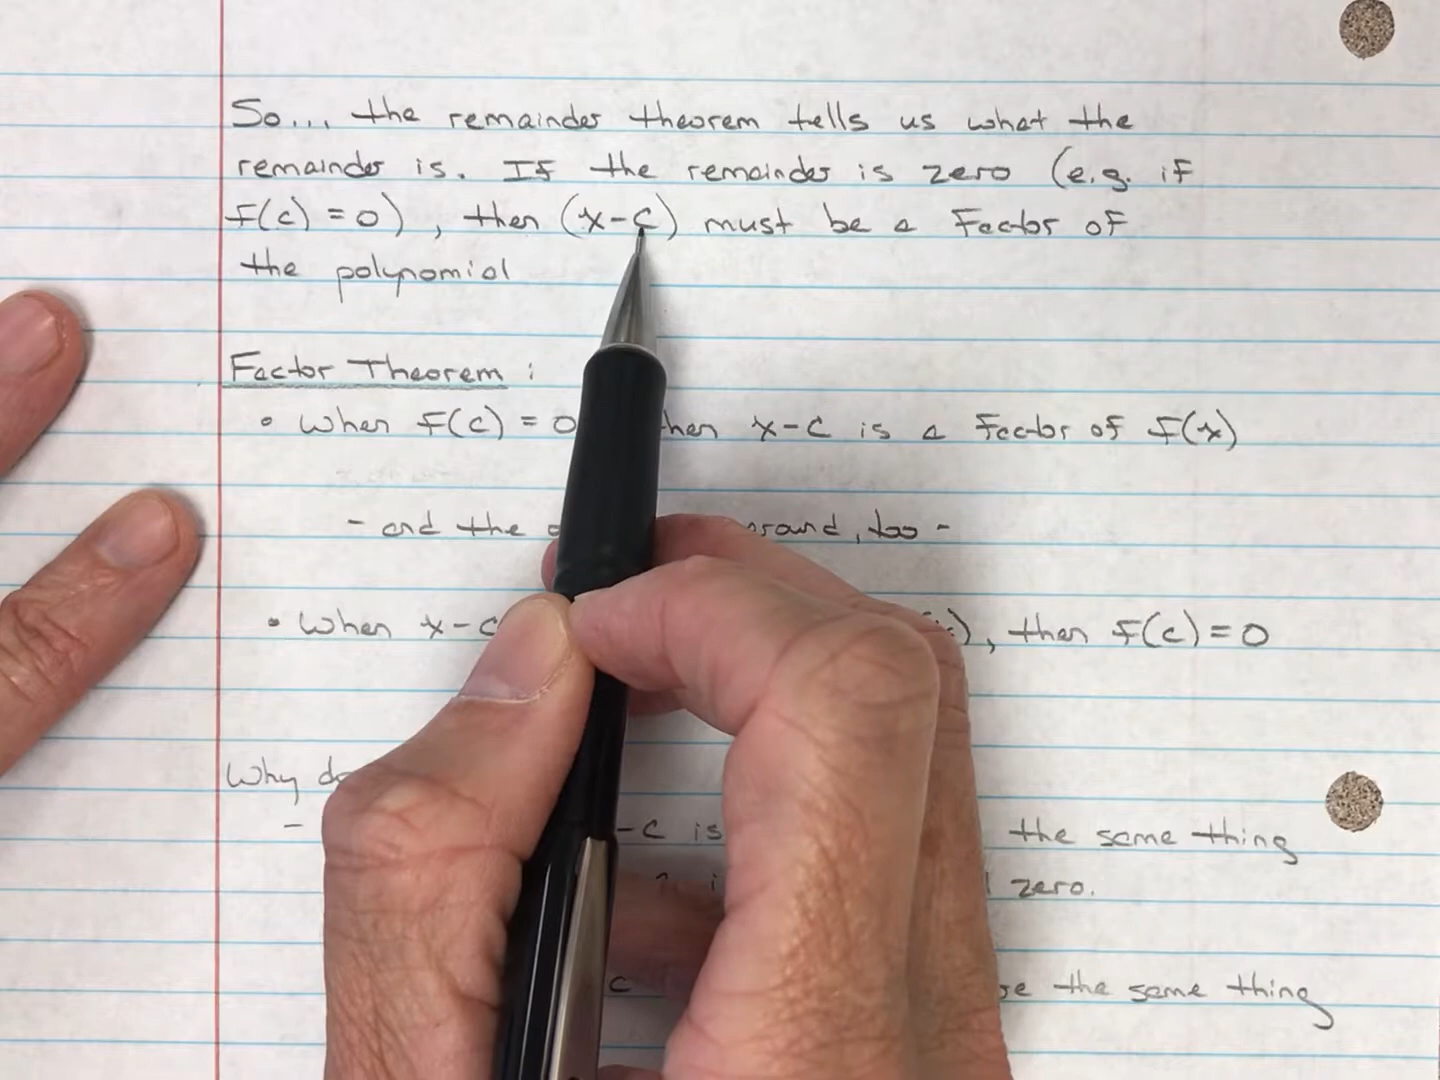 So... the remainder theorem tells us what the
remainder is. If the remainder is zero (e.g. if
f(c) = 0), then (x-c) must be a factor of
the polynomial
Factor Theorem:
• When f(c) = 0 x-c is a factor of f(x)
- and the around, too -
• When x-c , then f(c) = 0
Why
- -c is the same thing
zero.
c the same thing